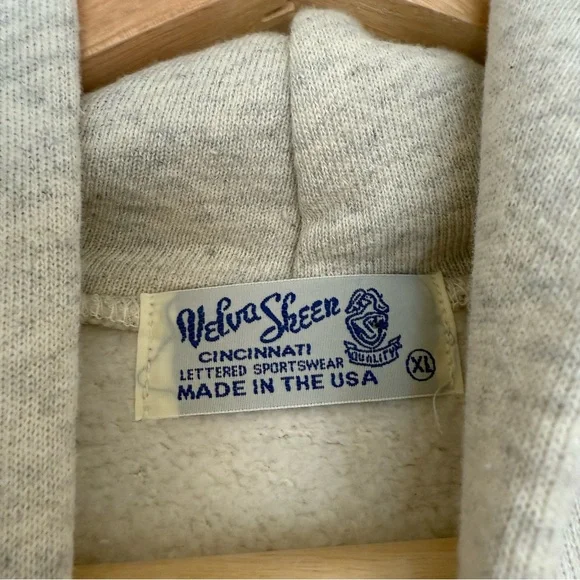 Velva Sheen
CINCINNATI
LETTERED SPORTSWEAR
MADE IN THE USA
QUALITY
XL